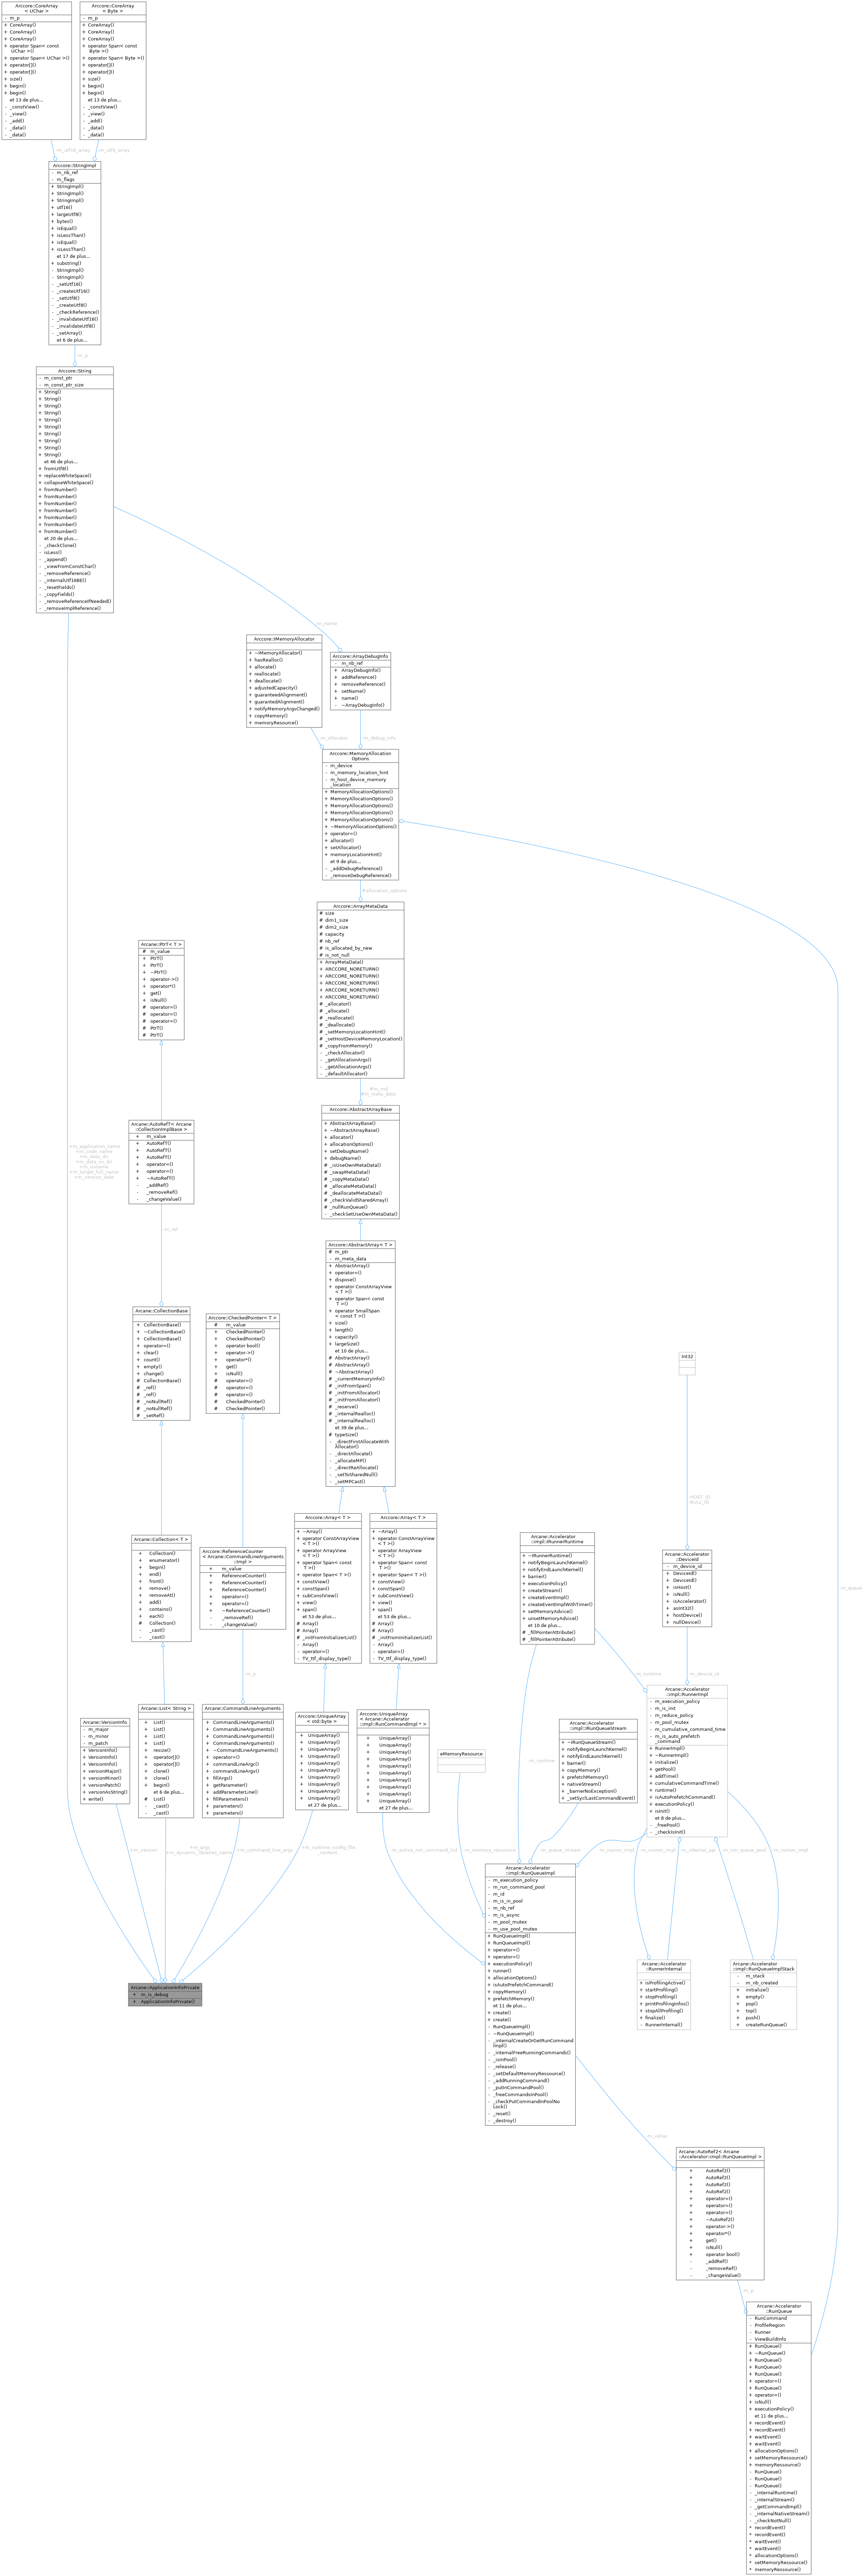 Arccore::CoreArray
< UChar >
- m_p
+ CoreArray()
+ CoreArray()
+ CoreArray()
+ operator Span< const
UChar >()
+ operator Span< UChar >()
+ operator[]()
+ operator[]()
+ size()
+ begin()
+ begin()
et 13 de plus...
- _constView()
- _view()
- _add()
- _data()
- _data()
Arccore::CoreArray
< Byte >
- m_p
+ CoreArray()
+ CoreArray()
+ CoreArray()
+ operator Span< const
Byte >()
+ operator Span< Byte >()
+ operator[]()
+ operator[]()
+ size()
+ begin()
+ begin()
et 13 de plus...
- _constView()
- _view()
- _add()
- _data()
- _data()
-m_utf16_array
-m_utf8_array
Arccore::StringImpl
- m_nb_ref
- m_flags
+ StringImpl()
+ StringImpl()
+ StringImpl()
+ utf16()
+ largeUtf8()
+ bytes()
+ isEqual()
+ isLessThan()
+ isEqual()
+ isLessThan()
et 17 de plus...
+ substring()
- StringImpl()
- StringImpl()
- _setUtf16()
- _createUtf16()
- _setUtf8()
- _createUtf8()
- _checkReference()
- _invalidateUtf16()
- _invalidateUtf8()
- _setArray()
et 6 de plus...
-m_p
Arccore::String
- m_const_ptr
- m_const_ptr_size
+ String()
+ String()
+ String()
+ String()
+ String()
+ String()
+ String()
+ String()
+ String()
+ String()
et 46 de plus...
+ fromUtf8()
+ replaceWhiteSpace()
+ collapseWhiteSpace()
+ fromNumber()
+ fromNumber()
+ fromNumber()
+ fromNumber()
+ fromNumber()
+ fromNumber()
+ fromNumber()
et 20 de plus...
- _checkClone()
- isLess()
- _append()
- _viewFromConstChar()
- _removeReference()
- _internalUtf16BE()
- _resetFields()
- _copyFields()
- _removeReferenceIfNeeded()
- _removeImplReference()
-m_name
Arccore::IMemoryAllocator
+ ~IMemoryAllocator()
+ hasRealloc()
+ allocate()
+ reallocate()
+ deallocate()
+ adjustedCapacity()
+ guaranteedAlignment()
+ guarantedAlignment()
+ notifyMemoryArgsChanged()
+ copyMemory()
+ memoryResource()
Arccore::ArrayDebugInfo
- m_nb_ref
+ ArrayDebugInfo()
+ addReference()
+ removeReference()
+ setName()
+ name()
- ~ArrayDebugInfo()
-m_allocator
-m_debug_info
Arccore::MemoryAllocation
Options
- m_device
- m_memory_location_hint
- m_host_device_memory
_location
+ MemoryAllocationOptions()
+ MemoryAllocationOptions()
+ MemoryAllocationOptions()
+ MemoryAllocationOptions()
+ MemoryAllocationOptions()
+ ~MemoryAllocationOptions()
+ operator=()
+ allocator()
+ setAllocator()
+ memoryLocationHint()
et 9 de plus...
- _addDebugReference()
- _removeDebugReference()
#allocation_options
Arccore::ArrayMetaData
# size
# dim1_size
# dim2_size
# capacity
# nb_ref
# is_allocated_by_new
# is_not_null
+ ArrayMetaData()
+ ARCCORE_NORETURN()
+ ARCCORE_NORETURN()
+ ARCCORE_NORETURN()
+ ARCCORE_NORETURN()
+ ARCCORE_NORETURN()
# _allocator()
# _allocate()
# _reallocate()
# _deallocate()
# _setMemoryLocationHint()
# _setHostDeviceMemoryLocation()
# _copyFromMemory()
- _checkAllocator()
- _getAllocationArgs()
- _getAllocationArgs()
- _defaultAllocator()
#m_md
#m_meta_data
Arccore::AbstractArrayBase
+ AbstractArrayBase()
+ ~AbstractArrayBase()
+ allocator()
+ allocationOptions()
+ setDebugName()
+ debugName()
# _isUseOwnMetaData()
# _swapMetaData()
# _copyMetaData()
# _allocateMetaData()
# _deallocateMetaData()
# _checkValidSharedArray()
# _nullRunQueue()
- _checkSetUseOwnMetaData()
Arcane::PtrT< T >
# m_value
+ PtrT()
+ PtrT()
+ ~PtrT()
+ operator->()
+ operator*()
+ get()
+ isNull()
# operator=()
# operator=()
# operator=()
# PtrT()
# PtrT()
Arcane::AutoRefT< Arcane
::CollectionImplBase >
+ m_value
+ AutoRefT()
+ AutoRefT()
+ AutoRefT()
+ operator=()
+ operator=()
+ ~AutoRefT()
- _addRef()
- _removeRef()
- _changeValue()
+m_application_name
+m_code_name
+m_data_dir
+m_data_os_dir
+m_osname
+m_target_full_name
+m_version_date
-m_ref
Arcane::CollectionBase
+ CollectionBase()
+ ~CollectionBase()
+ CollectionBase()
+ operator=()
+ clear()
+ count()
+ empty()
+ change()
# CollectionBase()
# _ref()
# _ref()
# _noNullRef()
# _noNullRef()
# _setRef()
Arccore::CheckedPointer< T >
# m_value
+ CheckedPointer()
+ CheckedPointer()
+ operator bool()
+ operator->()
+ operator*()
+ get()
+ isNull()
# operator=()
# operator=()
# operator=()
# CheckedPointer()
# CheckedPointer()
Arccore::AbstractArray< T >
# m_ptr
- m_meta_data
+ AbstractArray()
+ operator=()
+ dispose()
+ operator ConstArrayView
< T >()
+ operator Span< const
T >()
+ operator SmallSpan
< const T >()
+ size()
+ length()
+ capacity()
+ largeSize()
et 10 de plus...
# AbstractArray()
# AbstractArray()
# ~AbstractArray()
# _currentMemoryInfo()
# _initFromSpan()
# _initFromAllocator()
# _initFromAllocator()
# _reserve()
# _internalRealloc()
# _internalRealloc()
et 39 de plus...
# typeSize()
- _directFirstAllocateWith
Allocator()
- _directAllocate()
- _allocateMP()
- _directReAllocate()
- _setToSharedNull()
- _setMPCast()
Int32
-HOST_ID
-NULL_ID
Arcane::Accelerator
::DeviceId
- m_device_id
+ DeviceId()
+ DeviceId()
+ isHost()
+ isNull()
+ isAccelerator()
+ asInt32()
+ hostDevice()
+ nullDevice()
-m_queue
Arcane::Collection< T >
+ Collection()
+ enumerator()
+ begin()
+ end()
+ front()
+ remove()
+ removeAt()
+ add()
+ contains()
+ each()
# Collection()
- _cast()
- _cast()
Arccore::ReferenceCounter
< Arcane::CommandLineArguments
::Impl >
+ m_value
+ ReferenceCounter()
+ ReferenceCounter()
+ ReferenceCounter()
+ operator=()
+ operator=()
+ ~ReferenceCounter()
- _removeRef()
- _changeValue()
Arccore::Array< T >
+ ~Array()
+ operator ConstArrayView
< T >()
+ operator ArrayView
< T >()
+ operator Span< const
T >()
+ operator Span< T >()
+ constView()
+ constSpan()
+ subConstView()
+ view()
+ span()
et 53 de plus...
# Array()
# Array()
# _initFromInitializerList()
- Array()
- operator=()
- TV_ttf_display_type()
Arccore::Array< T >
+ ~Array()
+ operator ConstArrayView
< T >()
+ operator ArrayView
< T >()
+ operator Span< const
T >()
+ operator Span< T >()
+ constView()
+ constSpan()
+ subConstView()
+ view()
+ span()
et 53 de plus...
# Array()
# Array()
# _initFromInitializerList()
- Array()
- operator=()
- TV_ttf_display_type()
Arcane::Accelerator
::impl::IRunnerRuntime
+ ~IRunnerRuntime()
+ notifyBeginLaunchKernel()
+ notifyEndLaunchKernel()
+ barrier()
+ executionPolicy()
+ createStream()
+ createEventImpl()
+ createEventImplWithTimer()
+ setMemoryAdvice()
+ unsetMemoryAdvice()
et 10 de plus...
# _fillPointerAttribute()
# _fillPointerAttribute()
-m_p
-m_runtime
-m_device_id
Arcane::VersionInfo
- m_major
- m_minor
- m_patch
+ VersionInfo()
+ VersionInfo()
+ VersionInfo()
+ versionMajor()
+ versionMinor()
+ versionPatch()
+ versionAsString()
+ write()
Arcane::List< String >
+ List()
+ List()
+ List()
+ List()
+ resize()
+ operator[]()
+ operator[]()
+ clone()
+ clone()
+ begin()
et 6 de plus...
# List()
- _cast()
- _cast()
Arcane::CommandLineArguments
+ CommandLineArguments()
+ CommandLineArguments()
+ CommandLineArguments()
+ CommandLineArguments()
+ ~CommandLineArguments()
+ operator=()
+ commandLineArgc()
+ commandLineArgv()
+ fillArgs()
+ getParameter()
+ addParameterLine()
+ fillParameters()
+ parameters()
+ parameters()
Arccore::UniqueArray
< std::byte >
+ UniqueArray()
+ UniqueArray()
+ UniqueArray()
+ UniqueArray()
+ UniqueArray()
+ UniqueArray()
+ UniqueArray()
+ UniqueArray()
+ UniqueArray()
+ UniqueArray()
et 27 de plus...
Arccore::UniqueArray
< Arcane::Accelerator
::impl::RunCommandImpl * >
+ UniqueArray()
+ UniqueArray()
+ UniqueArray()
+ UniqueArray()
+ UniqueArray()
+ UniqueArray()
+ UniqueArray()
+ UniqueArray()
+ UniqueArray()
+ UniqueArray()
et 27 de plus...
eMemoryResource
Arcane::Accelerator
::impl::IRunQueueStream
+ ~IRunQueueStream()
+ notifyBeginLaunchKernel()
+ notifyEndLaunchKernel()
+ barrier()
+ copyMemory()
+ prefetchMemory()
+ nativeStream()
+ _barrierNoException()
+ _setSyclLastCommandEvent()
Arcane::Accelerator
::impl::RunnerImpl
- m_execution_policy
- m_is_init
- m_reduce_policy
- m_pool_mutex
- m_cumulative_command_time
- m_is_auto_prefetch
_command
+ RunnerImpl()
+ ~RunnerImpl()
+ initialize()
+ getPool()
+ addTime()
+ cumulativeCommandTime()
+ runtime()
+ isAutoPrefetchCommand()
+ executionPolicy()
+ isInit()
et 8 de plus...
- _freePool()
- _checkIsInit()
+m_version
+m_args
+m_dynamic_libraries_name
+m_command_line_args
+m_runtime_config_file
_content
-m_active_run_command_list
-m_memory_ressource
-m_runtime
-m_queue_stream
-m_runner_impl
-m_runner_impl
-m_internal_api
-m_run_queue_pool
-m_runner_impl
Arcane::ApplicationInfoPrivate
+ m_is_debug
+ ApplicationInfoPrivate()
Arcane::Accelerator
::impl::RunQueueImpl
- m_execution_policy
- m_run_command_pool
- m_id
- m_is_in_pool
- m_nb_ref
- m_is_async
- m_pool_mutex
- m_use_pool_mutex
+ RunQueueImpl()
+ RunQueueImpl()
+ operator=()
+ operator=()
+ executionPolicy()
+ runner()
+ allocationOptions()
+ isAutoPrefetchCommand()
+ copyMemory()
+ prefetchMemory()
et 11 de plus...
+ create()
+ create()
- RunQueueImpl()
- ~RunQueueImpl()
- _internalCreateOrGetRunCommand
Impl()
- _internalFreeRunningCommands()
- _isInPool()
- _release()
- _setDefaultMemoryRessource()
- _addRunningCommand()
- _putInCommandPool()
- _freeCommandsInPool()
- _checkPutCommandInPoolNo
Lock()
- _reset()
- _destroy()
Arcane::Accelerator
::RunnerInternal
+ isProfilingActive()
+ startProfiling()
+ stopProfiling()
+ printProfilingInfos()
+ stopAllProfiling()
+ finalize()
- RunnerInternal()
Arcane::Accelerator
::impl::RunQueueImplStack
- m_stack
- m_nb_created
+ initialize()
+ empty()
+ pop()
+ top()
+ push()
+ createRunQueue()
-m_value
Arcane::AutoRef2< Arcane
::Accelerator::impl::RunQueueImpl >
+ AutoRef2()
+ AutoRef2()
+ AutoRef2()
+ AutoRef2()
+ operator=()
+ operator=()
+ operator=()
+ ~AutoRef2()
+ operator->()
+ operator*()
+ get()
+ isNull()
+ operator bool()
- _addRef()
- _removeRef()
- _changeValue()
-m_p
Arcane::Accelerator
::RunQueue
- RunCommand
- ProfileRegion
- Runner
- ViewBuildInfo
+ RunQueue()
+ ~RunQueue()
+ RunQueue()
+ RunQueue()
+ RunQueue()
+ operator=()
+ RunQueue()
+ operator=()
+ isNull()
+ executionPolicy()
et 11 de plus...
+ recordEvent()
+ recordEvent()
+ waitEvent()
+ waitEvent()
+ allocationOptions()
+ setMemoryRessource()
+ memoryRessource()
- RunQueue()
- RunQueue()
- RunQueue()
- _internalRuntime()
- _internalStream()
- _getCommandImpl()
- _internalNativeStream()
- _checkNotNull()
* recordEvent()
* recordEvent()
* waitEvent()
* waitEvent()
* allocationOptions()
* setMemoryRessource()
* memoryRessource()